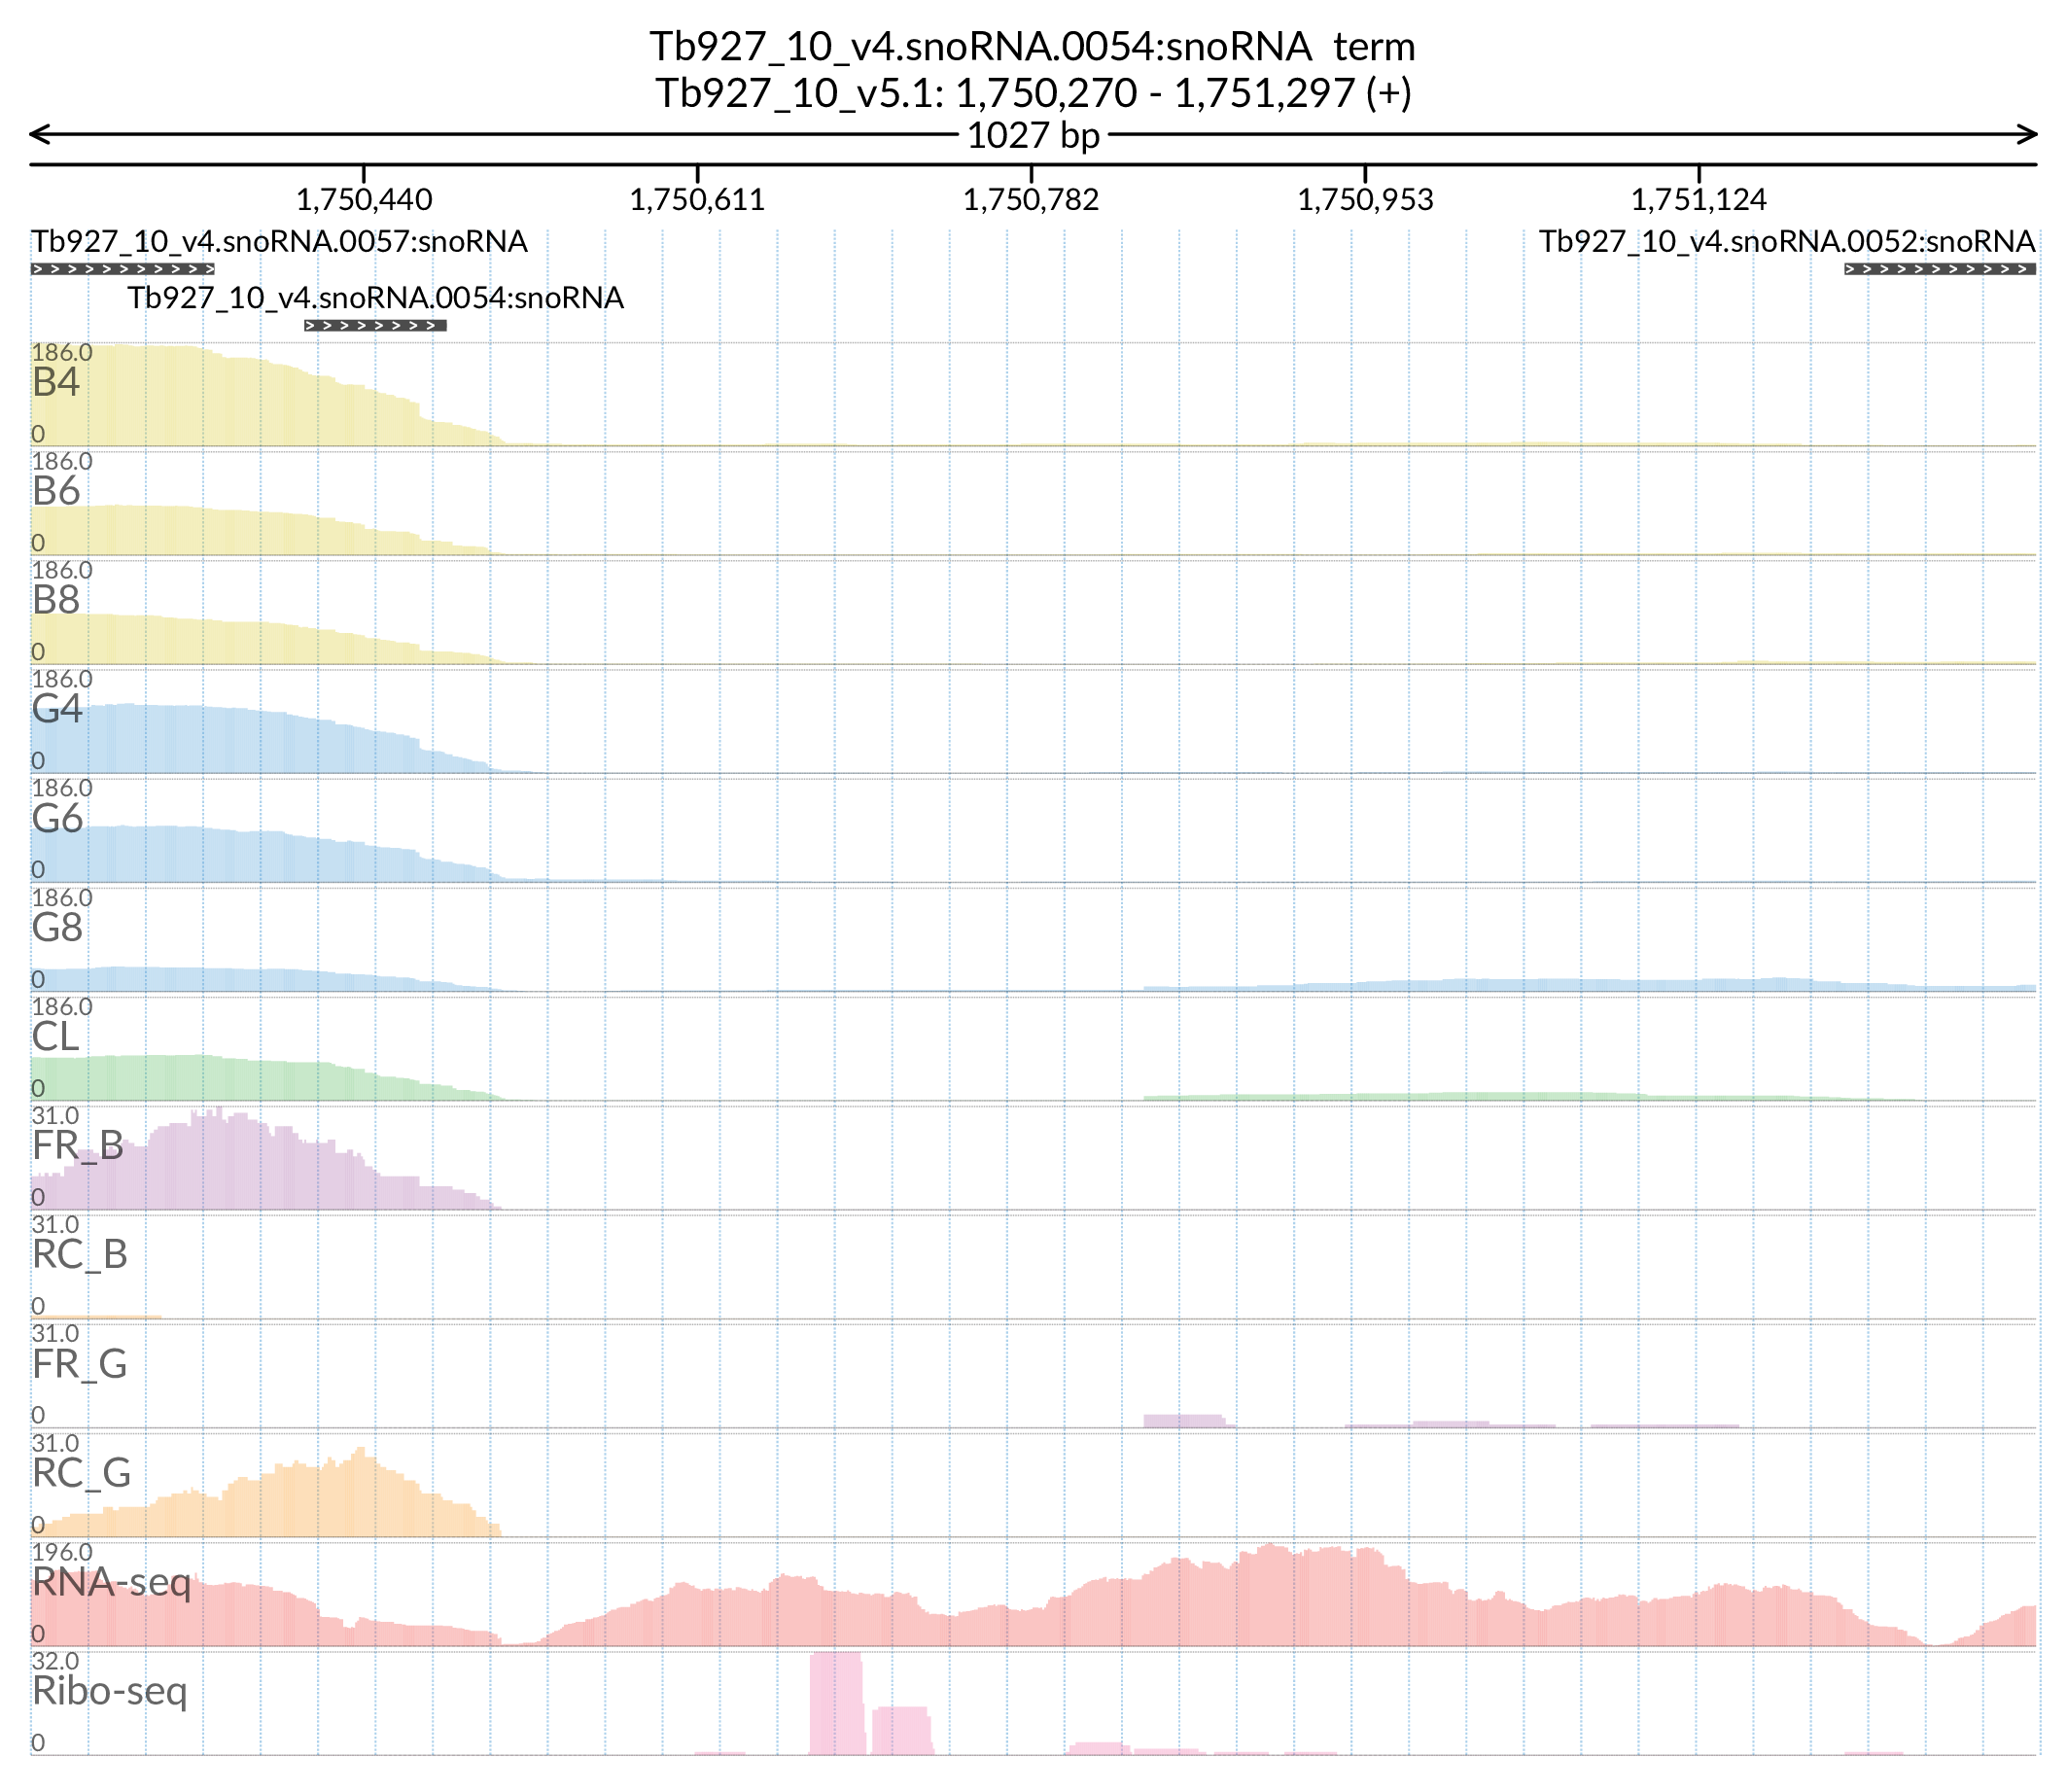 Tb927_10_v4.snoRNA.0054:snoRNA term
Tb927_10_v5.1: 1,750,270 - 1,751,297 (+)
1027 bp
1,750,440 1,750,611 1,750,782 1,750,953 1,751,124
Tb927_10_v4.snoRNA.0057:snoRNA Tb927_10_v4.snoRNA.0052:snoRNA
Tb927_10_v4.snoRNA.0054:snoRNA
186.0
B4
0
186.0
B6
0
186.0
B8
0
186.0
G4
0
186.0
G6
0
186.0
G8
0
186.0
CL
0
31.0
FR_B
0
31.0
RC_B
0
31.0
FR_G
0
31.0
RC_G
0
196.0
RNA-seq
0
32.0
Ribo-seq
0